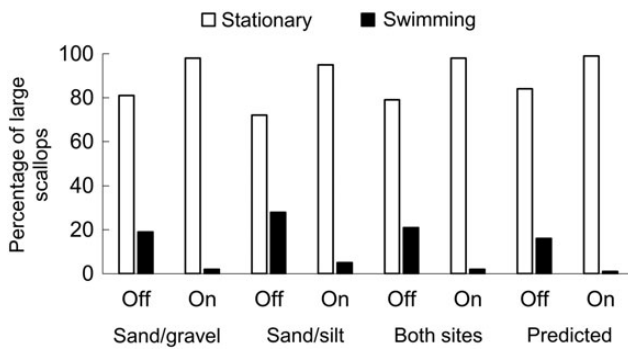 Stationary Swimming
Percentage of large
scallops
100
80
60
40
20
0
Off On Off On Off On Off On
Sand/gravel Sand/silt Both sites Predicted